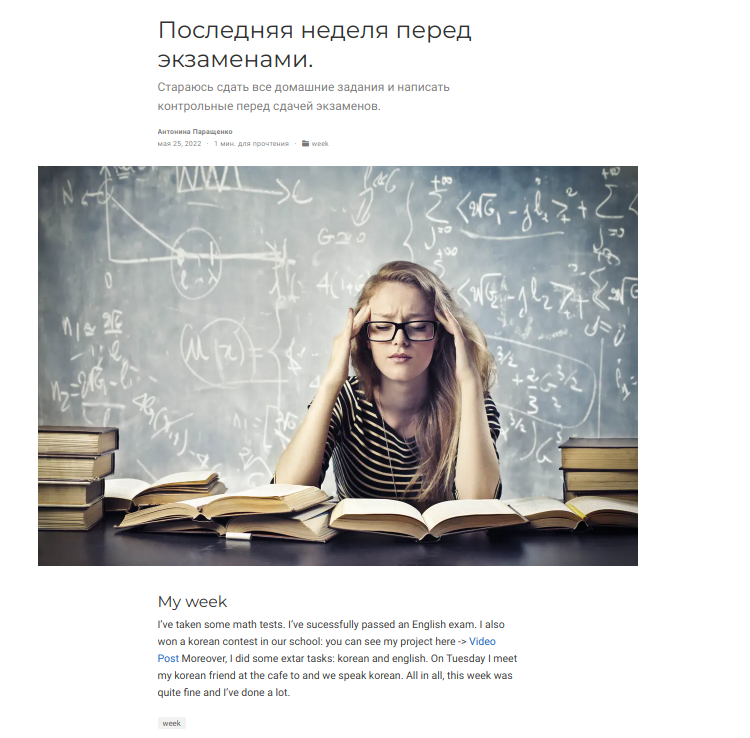 Последняя неделя перед
экзаменами.
Стараюсь сдать все домашние задания и написать
контрольные перед сдачей экзаменов.
Антонина Паращенко
мая 25, 2022 · 1 мин. для прочтения · week
My week
I've taken some math tests. I've sucessfully passed an English exam. I also
won a korean contest in our school: you can see my project here -> Video
Post Moreover, I did some extar tasks: korean and english. On Tuesday I meet
my korean friend at the cafe to and we speak korean. All in all, this week was
quite fine and I've done a lot.
week